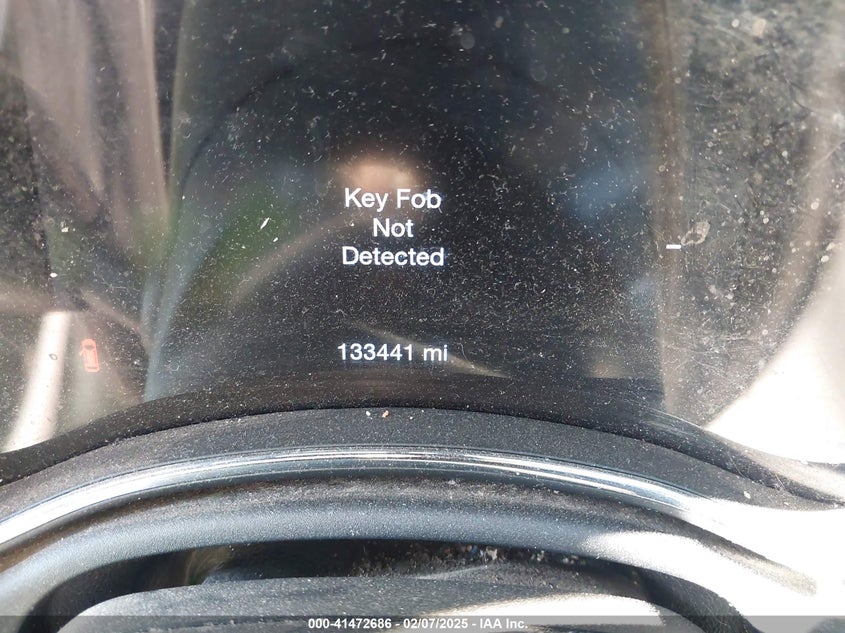 Key Fob
Not
Detected
133441 mi
000-41472686 — 02/07/2025 — IAA Inc.